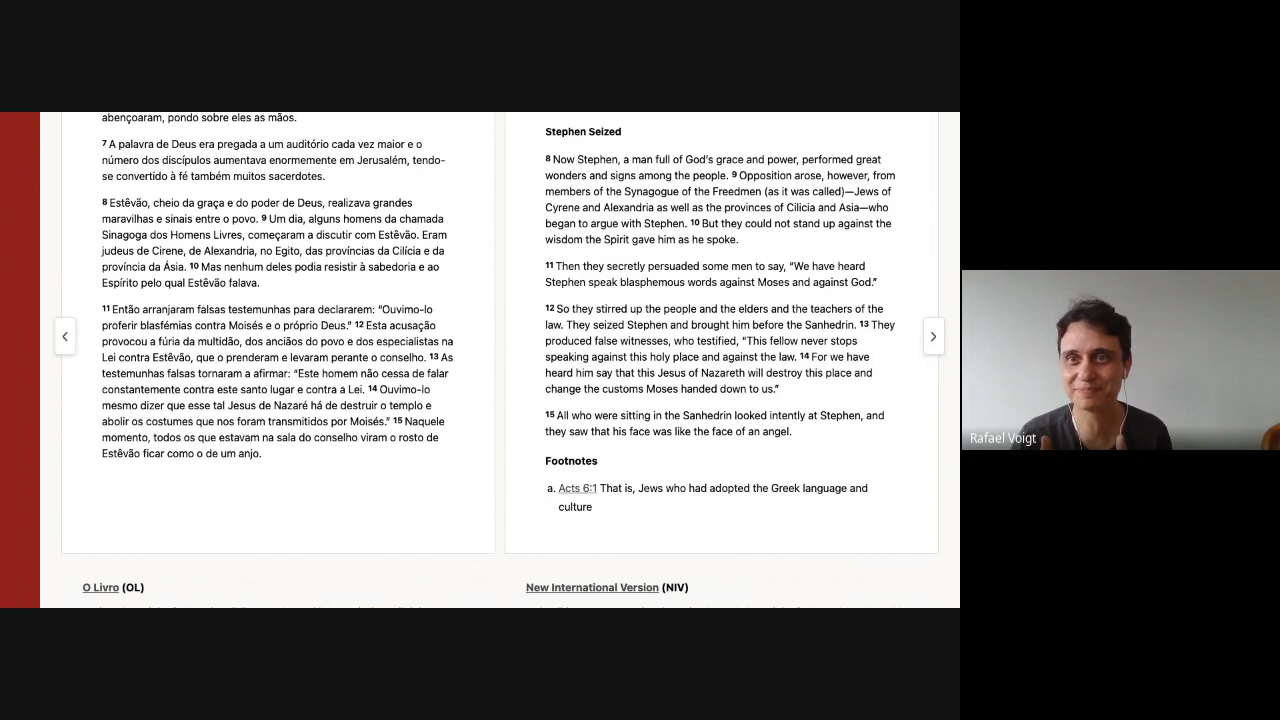 abençoaram, pondo sobre eles as mãos.
7 A palavra de Deus era pregada a um auditório cada vez maior e o
número dos discípulos aumentava enormemente em Jerusalém, tendo-
se convertido à fé também muitos sacerdotes.
8 Estêvão, cheio da graça e do poder de Deus, realizava grandes
maravilhas e sinais entre o povo. 9 Um dia, alguns homens da chamada
Sinagoga dos Homens Livres, começaram a discutir com Estêvão. Eram
judeus de Cirene, de Alexandria, no Egito, das províncias da Cilícia e da
província da Ásia. 10 Mas nenhum deles podia resistir à sabedoria e ao
Espírito pelo qual Estêvão falava.
11 Então arranjaram falsas testemunhas para declararem: “Ouvimo-lo
proferir blasfémias contra Moisés e o próprio Deus.” 12 Esta acusação
provocou a fúria da multidão, dos anciãos do povo e dos especialistas na
Lei contra Estêvão, que o prenderam e levaram perante o conselho. 13 As
testemunhas falsas tornaram a afirmar: “Este homem não cessa de falar
constantemente contra este santo lugar e contra a Lei. 14 Ouvimo-lo
mesmo dizer que esse tal Jesus de Nazaré há de destruir o templo e
abolir os costumes que nos foram transmitidos por Moisés.” 15 Naquele
momento, todos os que estavam na sala do conselho viram o rosto de
Estêvão ficar como o de um anjo.
O Livro (OL)
Stephen Seized
8 Now Stephen, a man full of God’s grace and power, performed great
wonders and signs among the people. 9 Opposition arose, however, from
members of the Synagogue of the Freedmen (as it was called)—Jews of
Cyrene and Alexandria as well as the provinces of Cilicia and Asia—who
began to argue with Stephen. 10 But they could not stand up against the
wisdom the Spirit gave him as he spoke.
11 Then they secretly persuaded some men to say, “We have heard
Stephen speak blasphemous words against Moses and against God.”
12 So they stirred up the people and the elders and the teachers of the
law. They seized Stephen and brought him before the Sanhedrin. 13 They
produced false witnesses, who testified, “This fellow never stops
speaking against this holy place and against the law. 14 For we have
heard him say that this Jesus of Nazareth will destroy this place and
change the customs Moses handed down to us.”
15 All who were sitting in the Sanhedrin looked intently at Stephen, and
they saw that his face was like the face of an angel.
Footnotes
a. Acts 6:1 That is, Jews who had adopted the Greek language and
culture
New International Version (NIV)
Rafael Voigt